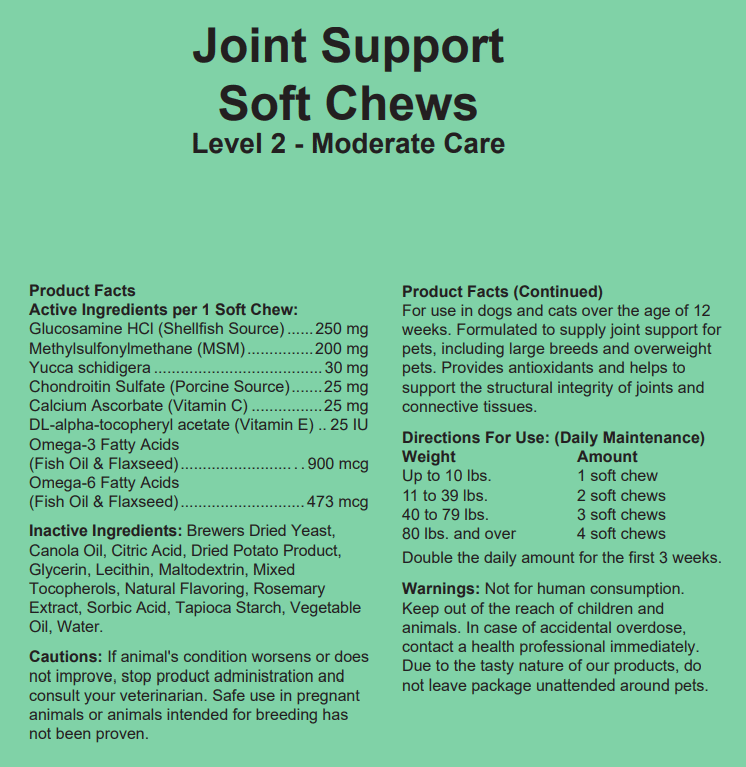 Joint Support
Soft Chews
Level 2 - Moderate Care
Product Facts
Active Ingredients per 1 Soft Chew:
Glucosamine HCl (Shellfish Source)......250 mg
Methylsulfonylmethane (MSM)...............200 mg
Yucca schidigera......................................30 mg
Chondroitin Sulfate (Porcine Source).......25 mg
Calcium Ascorbate (Vitamin C) ................25 mg
DL-alpha-tocopheryl acetate (Vitamin E) .. 25 IU
Omega-3 Fatty Acids
(Fish Oil & Flaxseed)........................... 900 mcg
Omega-6 Fatty Acids
(Fish Oil & Flaxseed)............................473 mcg
Inactive Ingredients: Brewers Dried Yeast,
Canola Oil, Citric Acid, Dried Potato Product,
Glycerin, Lecithin, Maltodextrin, Mixed
Tocopherols, Natural Flavoring, Rosemary
Extract, Sorbic Acid, Tapioca Starch, Vegetable
Oil, Water.
Cautions: If animal's condition worsens or does
not improve, stop product administration and
consult your veterinarian. Safe use in pregnant
animals or animals intended for breeding has
not been proven.
Product Facts (Continued)
For use in dogs and cats over the age of 12
weeks. Formulated to supply joint support for
pets, including large breeds and overweight
pets. Provides antioxidants and helps to
support the structural integrity of joints and
connective tissues.
Directions For Use: (Daily Maintenance)
Weight Amount
Up to 10 lbs. 1 soft chew
11 to 39 lbs. 2 soft chews
40 to 79 lbs. 3 soft chews
80 lbs. and over 4 soft chews
Double the daily amount for the first 3 weeks.
Warnings: Not for human consumption.
Keep out of the reach of children and
animals. In case of accidental overdose,
contact a health professional immediately.
Due to the tasty nature of our products, do
not leave package unattended around pets.